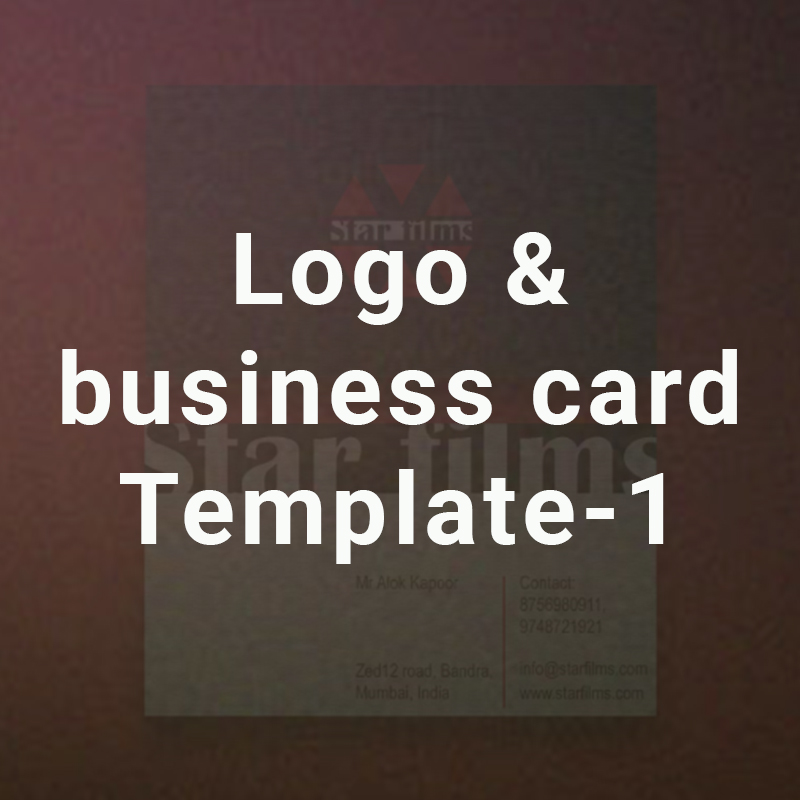 Star films
Logo &
business card
Star films
Template-1
Mr Alok Kapoor
Contact:
8756980911,
9748721921
Zed12 road, Bandra,
Mumbai, India
info@starfilms.com
www.starfilms.com